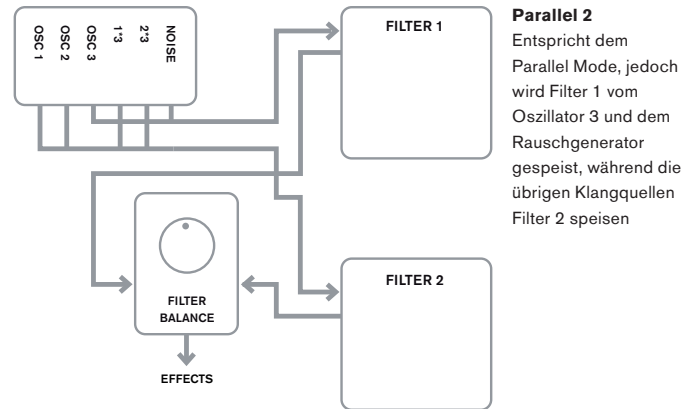 OSC 1
OSC 2
OSC 3
1*3
2*3
NOISE
FILTER 1
FILTER BALANCE
EFFECTS
FILTER 2
Parallel 2
Entspricht dem
Parallel Mode, jedoch
wird Filter 1 vom
Oszillator 3 und dem
Rauschgenerator
gespeist, während die
übrigen Klangquellen
Filter 2 speisen